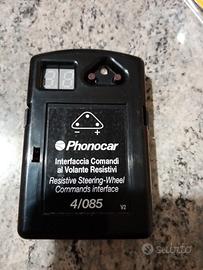 - +
Phonocar
Interfaccia Comandi
al Volante Resistivi
Resistive Steering-Wheel
Commands interface
4/085
V2
subito